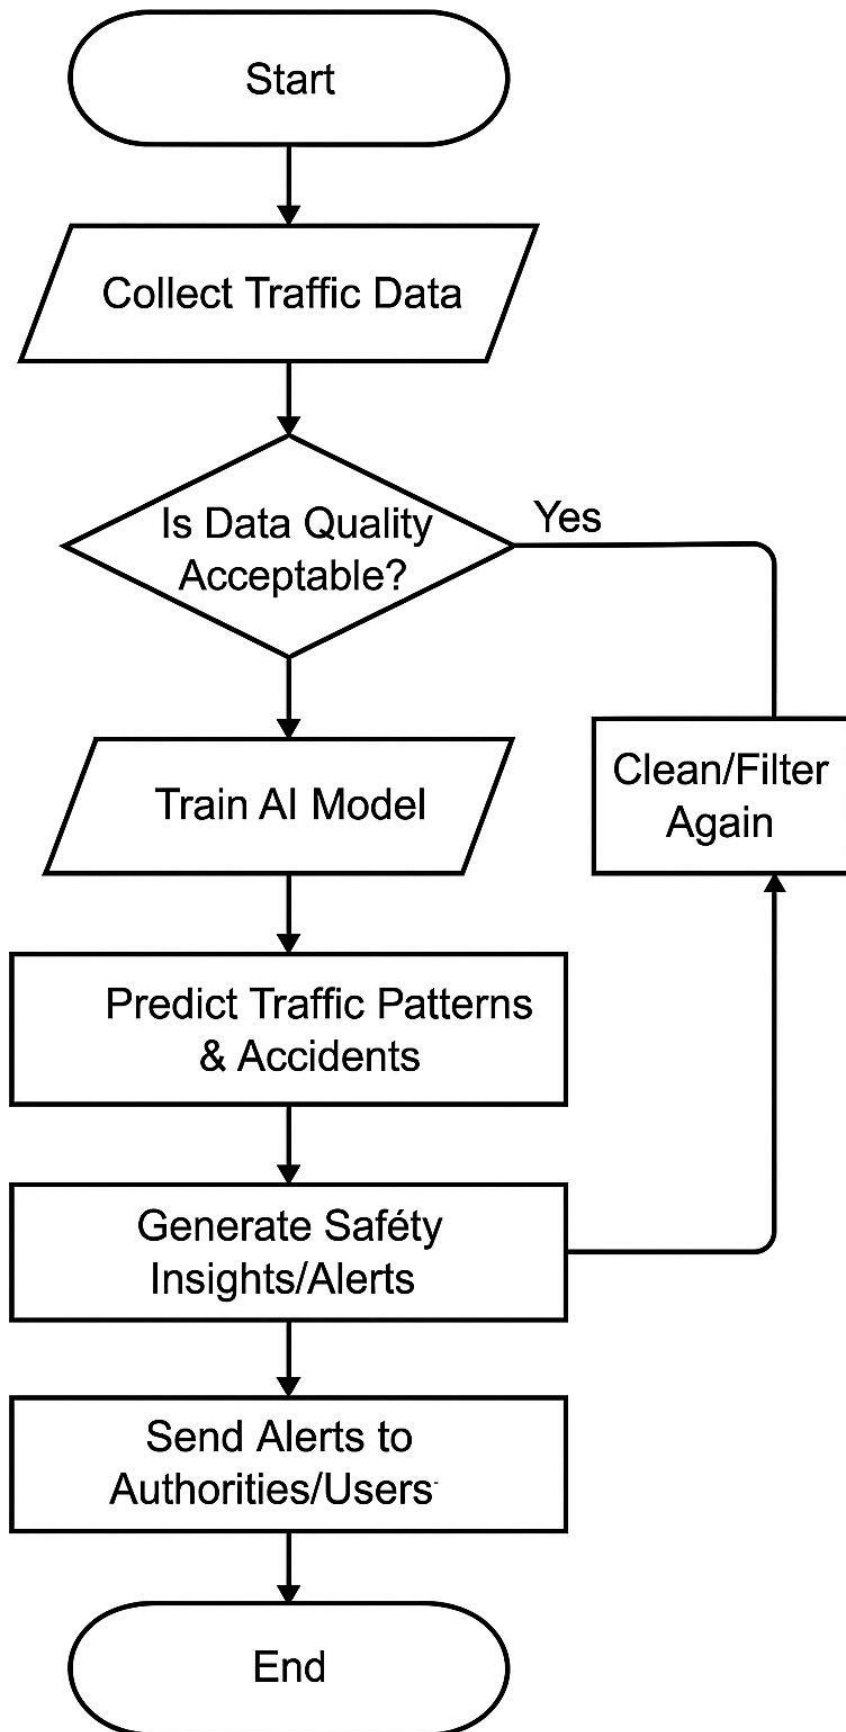 Start
Collect Traffic Data
Is Data Quality
Acceptable?
Yes
Train AI Model
Clean/Filter
Again
Predict Traffic Patterns
& Accidents
Generate Saféty
Insights/Alerts
Send Alerts to
Authorities/Users
End